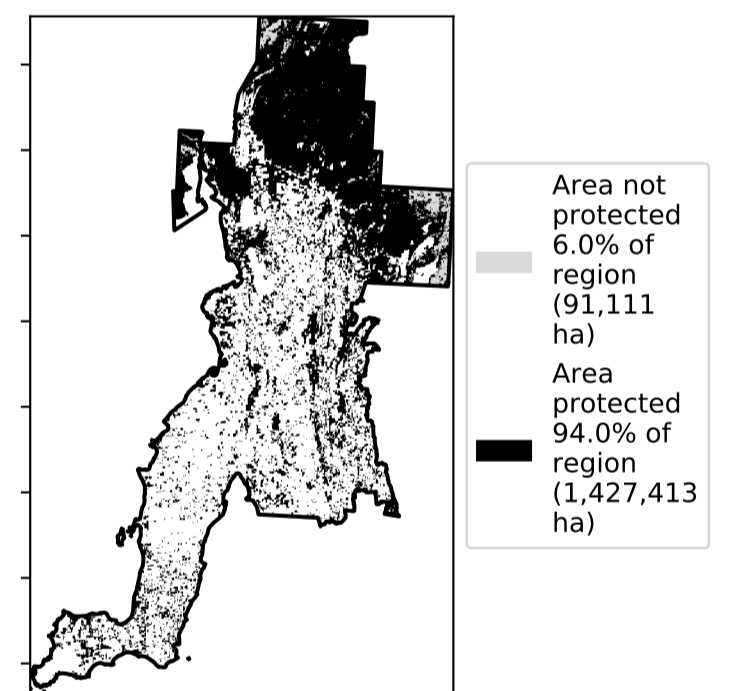 Area not
protected
6.0% of
region
(91,111
ha)
Area
protected
94.0% of
region
(1,427,413
ha)